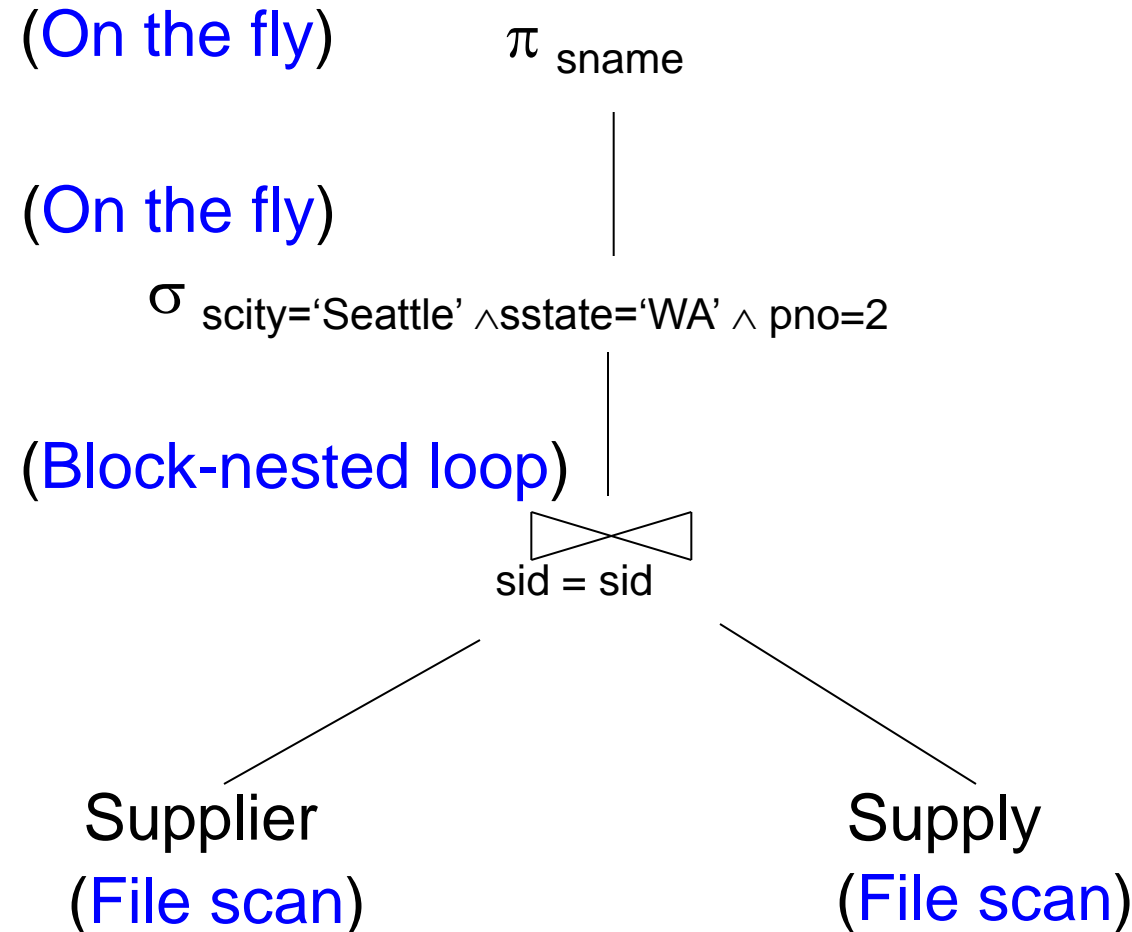 (On the fly) π sname
(On the fly)
σ scity=‘Seattle’ ∧sstate=‘WA’ ∧ pno=2
(Block-nested loop)
sid = sid
Supplier Supply
(File scan) (File scan)